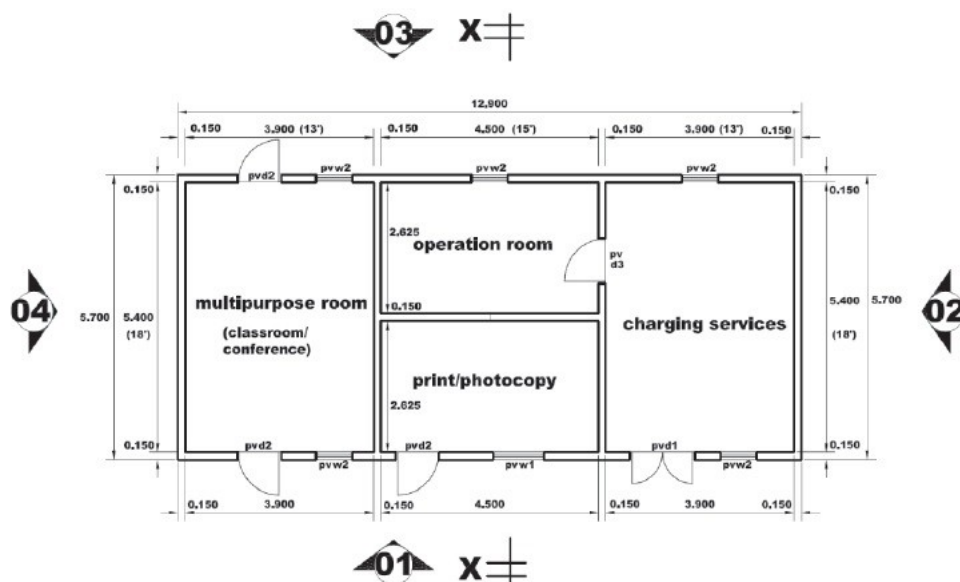 03 X
12,900
0.150 3.900 (13') 0.150 4.500 (15') 0.150 3.900 (13') 0.150
pvd2 pvw2 pvw2 pvw2
0.150 0.150
2.625 operation room pv
d3
04 5.700 5.400
(18') multipurpose room
(classroom/
conference) 0.150 charging services 5.400
(18') 5.700 02
print/photocopy
2.625
0.150 pvd2 pvd2 pvd1 0.150
pvw2 pvw1 pvw2
0.150 3.900 0.150 4.500 0.150 3.900 0.150
01 X